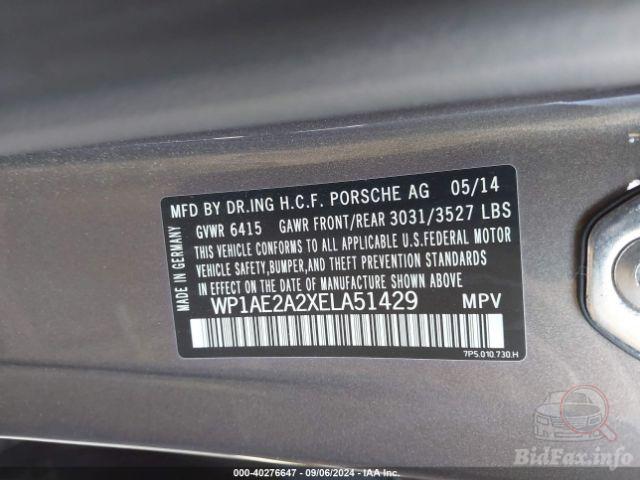 MFD BY DR.ING H.C.F. PORSCHE AG 05/14
GVWR 6415 GAWR FRONT/REAR 3031/3527 LBS
THIS VEHICLE CONFORMS TO ALL APPLICABLE U.S.FEDERAL MOTOR
VEHICLE SAFETY,BUMPER,AND THEFT PREVENTION STANDARDS
IN EFFECT ON THE DATE OF MANUFACTURE SHOWN ABOVE.
WP1AE2A2XELA51429 MPV
MADE IN GERMANY
7P5.010.730.H
BidFax.info
000-40276647 - 09/06/2024 - IAA Inc.